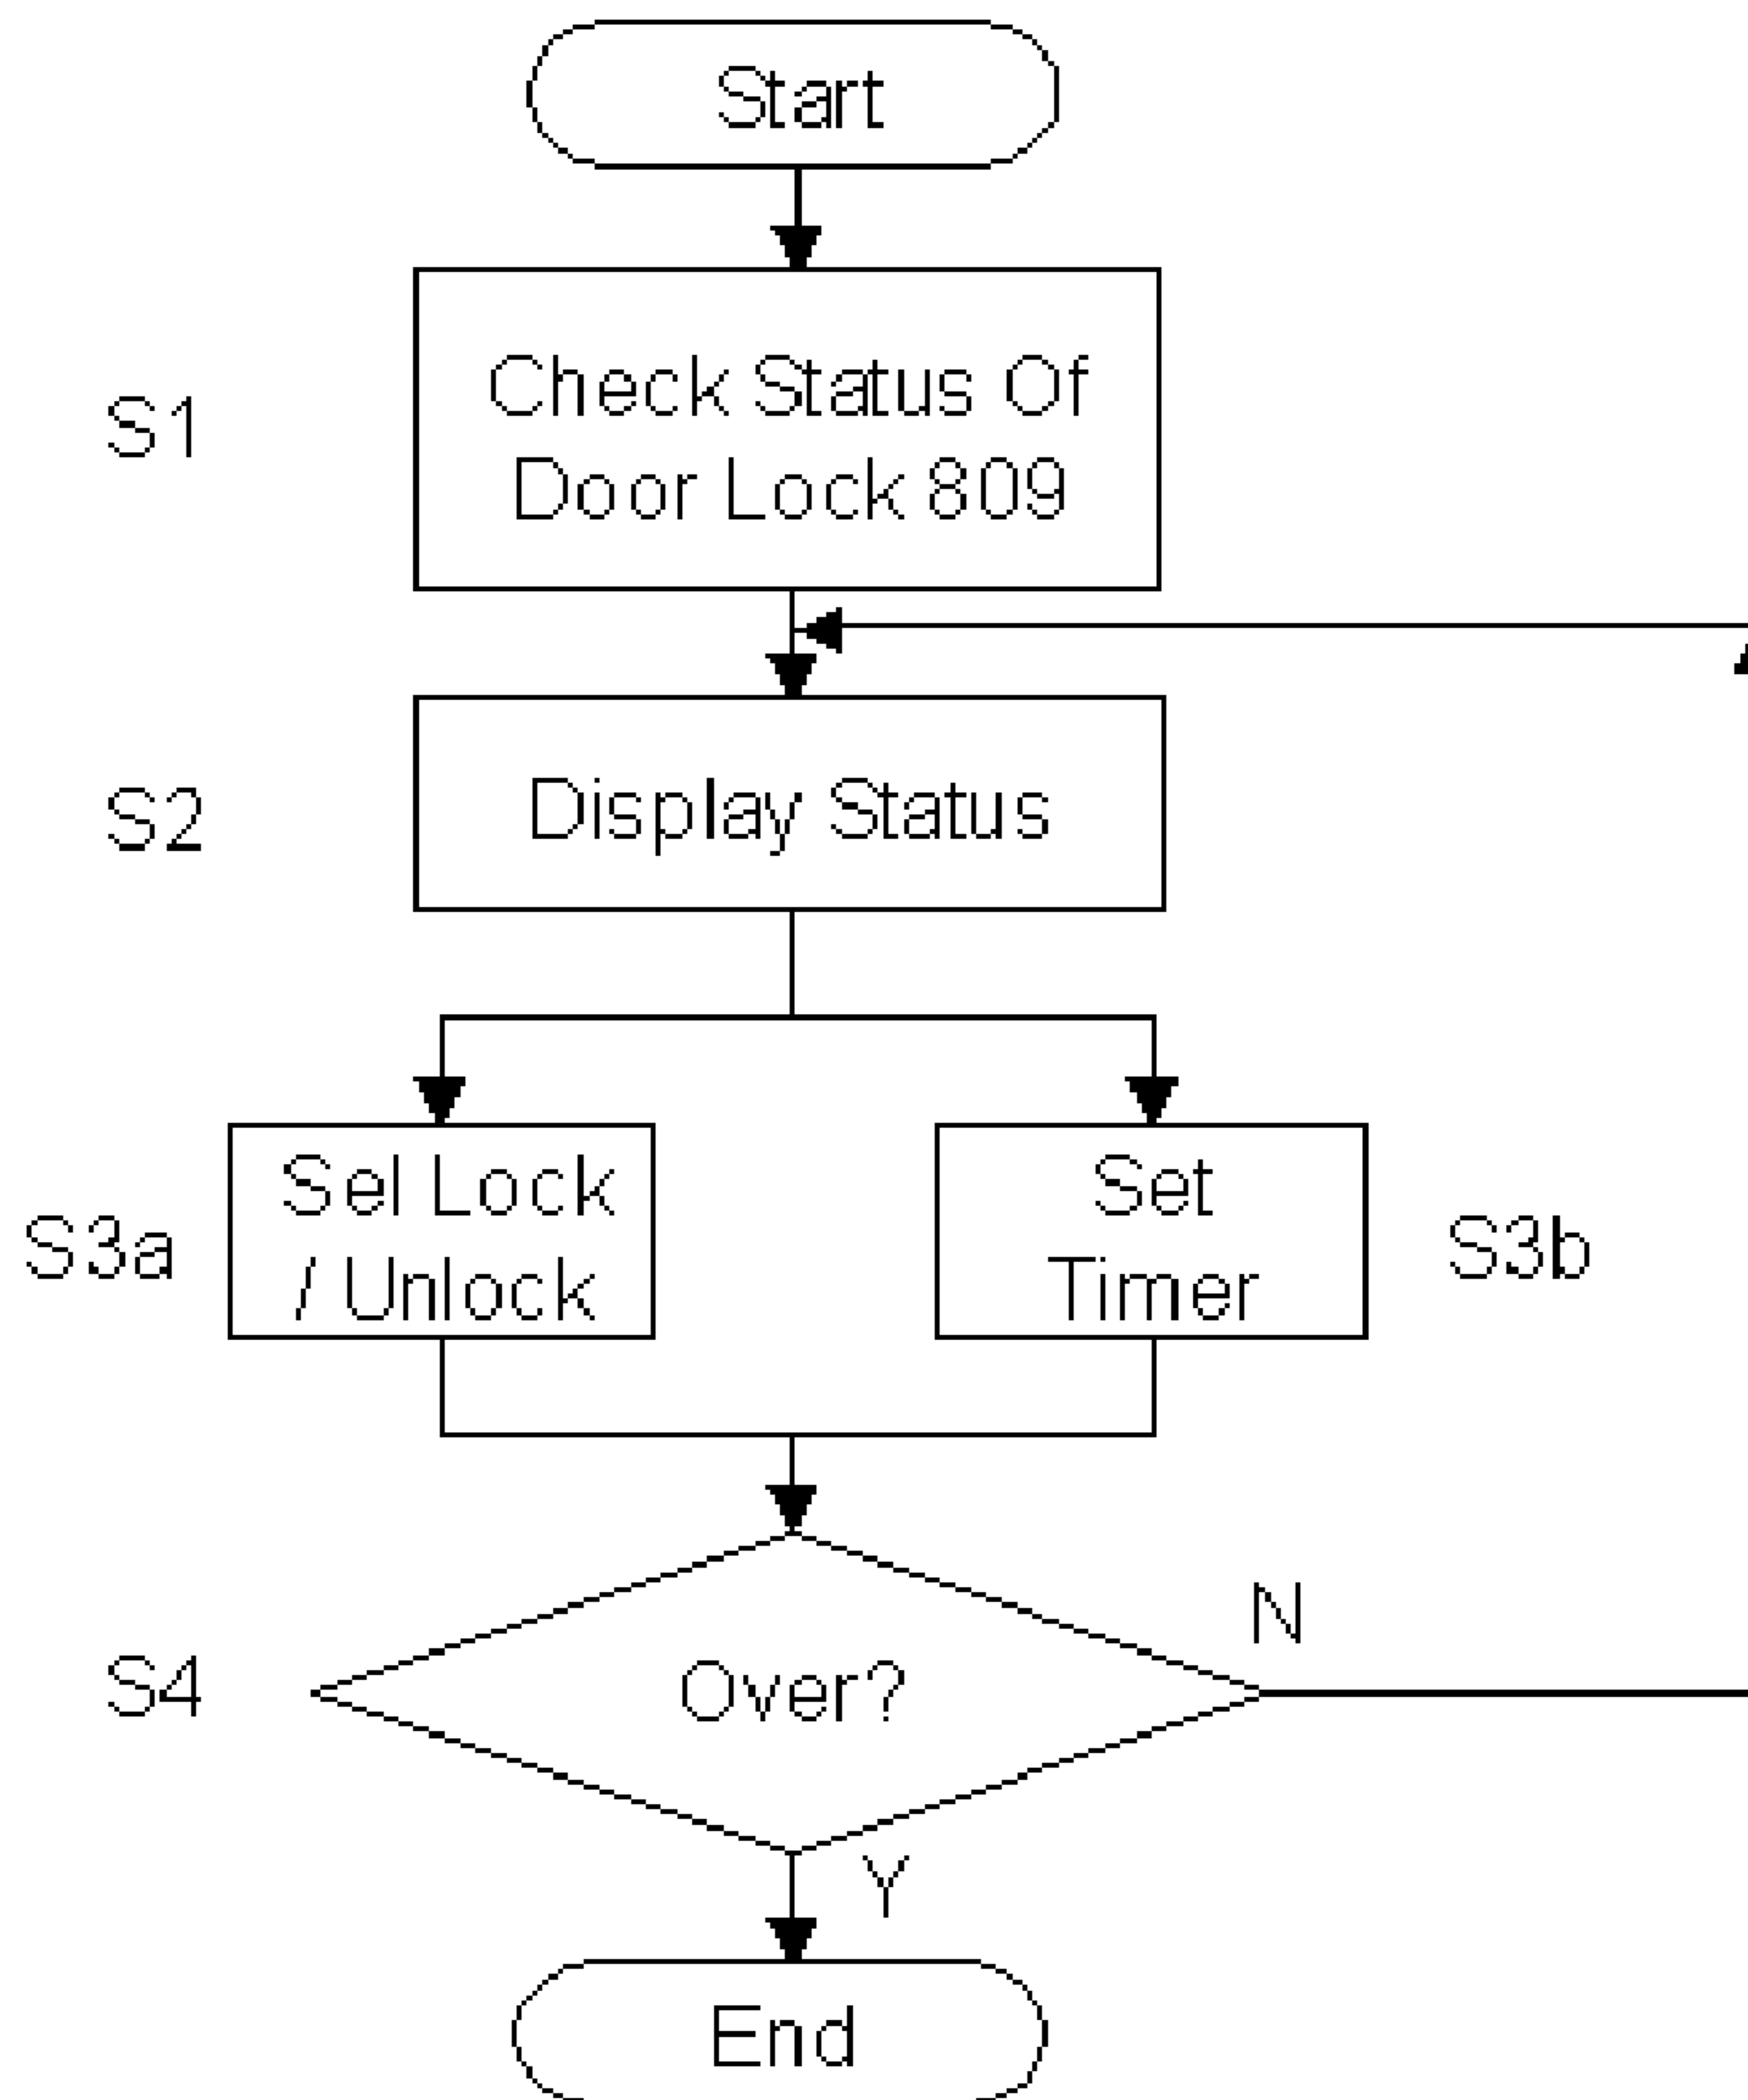 Start
S1
Check Status Of
Door Lock 809
S2
Display Status
S3a
Sel Lock
/ Unlock
Set
Timer
S3b
S4
Over?
N
Y
End